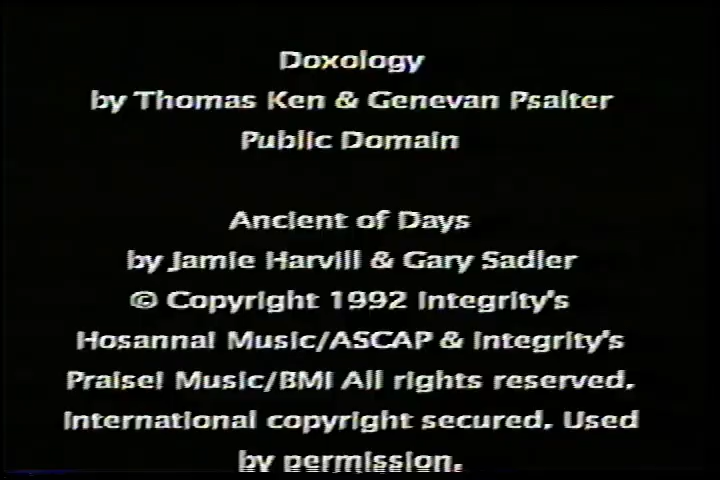 Doxology
by Thomas Ken & Genevan Psalter
Public Domain
Ancient of Days
by Jamie Harvill & Gary Sadler
© Copyright 1992 Integrity's
Hosanna! Music/ASCAP & Integrity's
Praise! Music/BMI All rights reserved.
International copyright secured. Used
by permission.